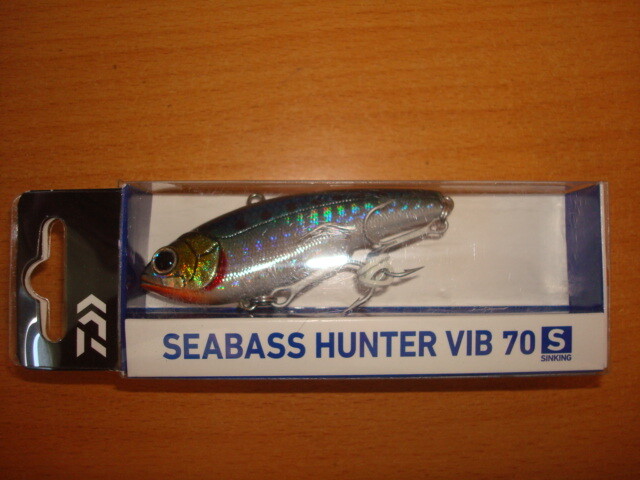 SEABASS HUNTER VIB 70 S
SINKING